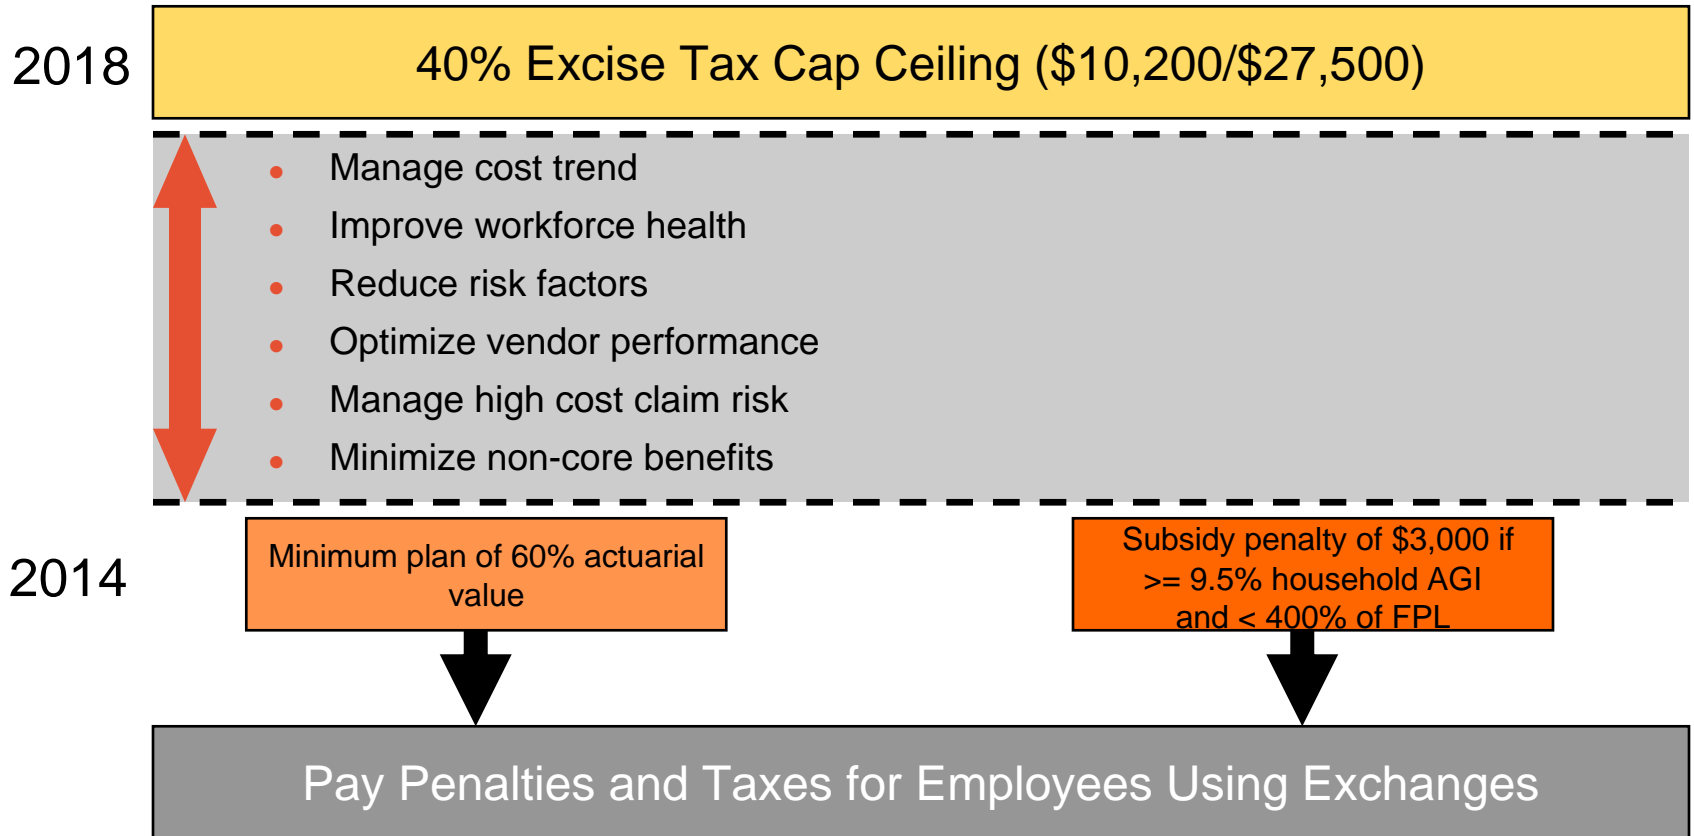 2018
40% Excise Tax Cap Ceiling ($10,200/$27,500)
• Manage cost trend
• Improve workforce health
• Reduce risk factors
• Optimize vendor performance
• Manage high cost claim risk
• Minimize non-core benefits
2014
Minimum plan of 60% actuarial
value
Subsidy penalty of $3,000 if
>= 9.5% household AGI
and < 400% of FPL
Pay Penalties and Taxes for Employees Using Exchanges